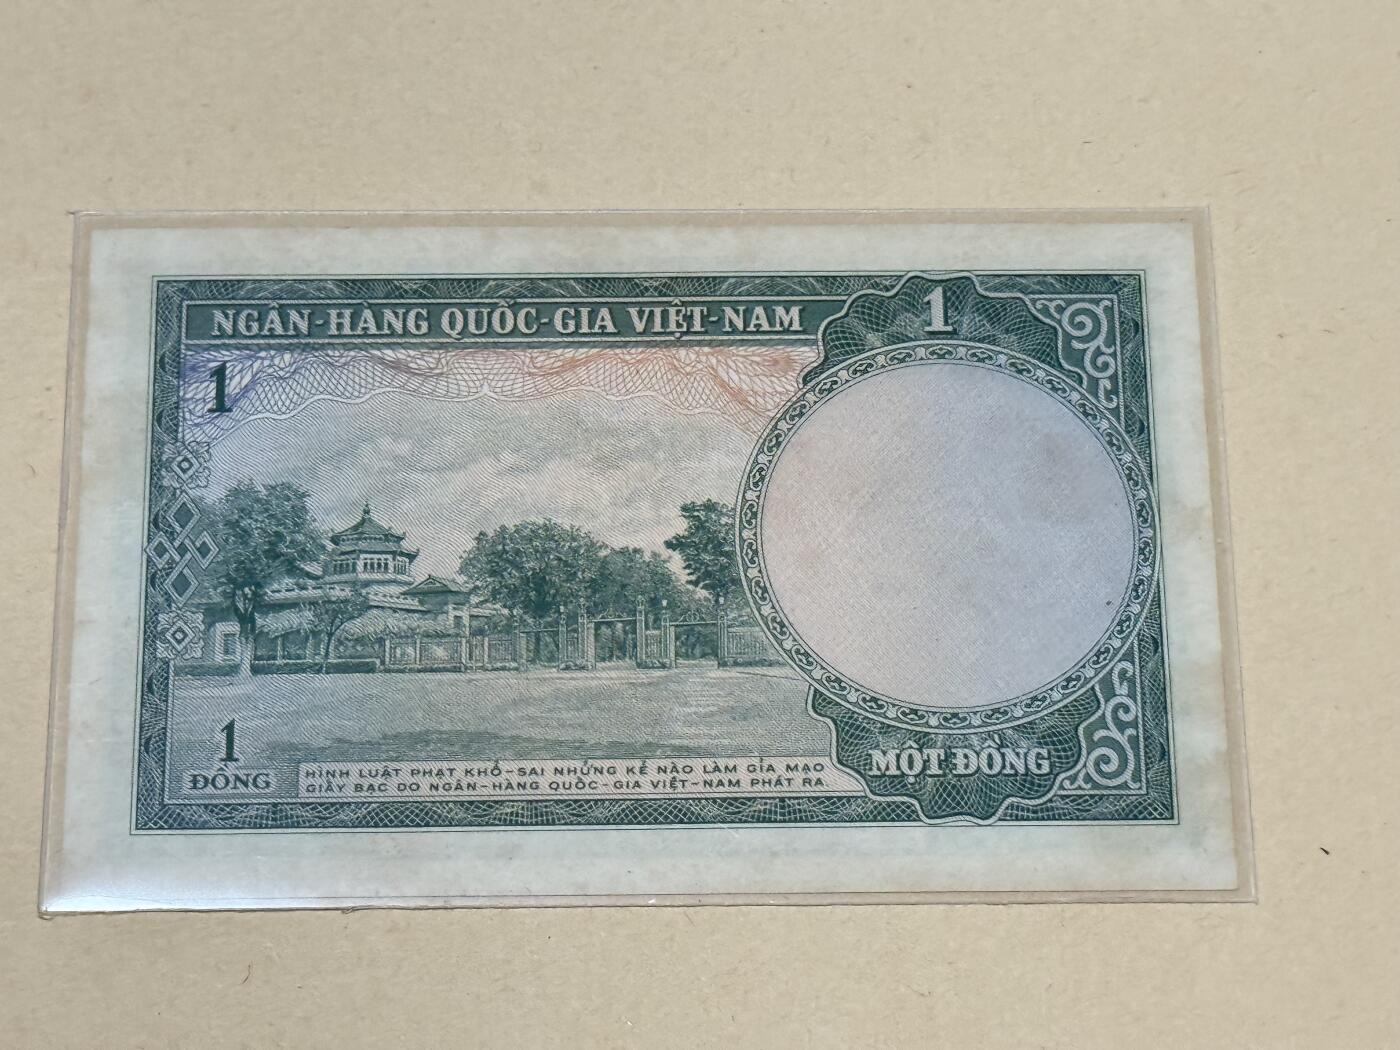 NGÂN-HÀNG QUỐC-GIA VIỆT-NAM
1
1
1
ĐỒNG
HÌNH LUẬT PHẠT KHỔ-SAI NHỮNG KẺ NÀO LÀM GIẢ MẠO
GIẤY BẠC DO NGÂN-HÀNG QUỐC-GIA VIỆT-NAM PHÁT RA
MỘT ĐỒNG